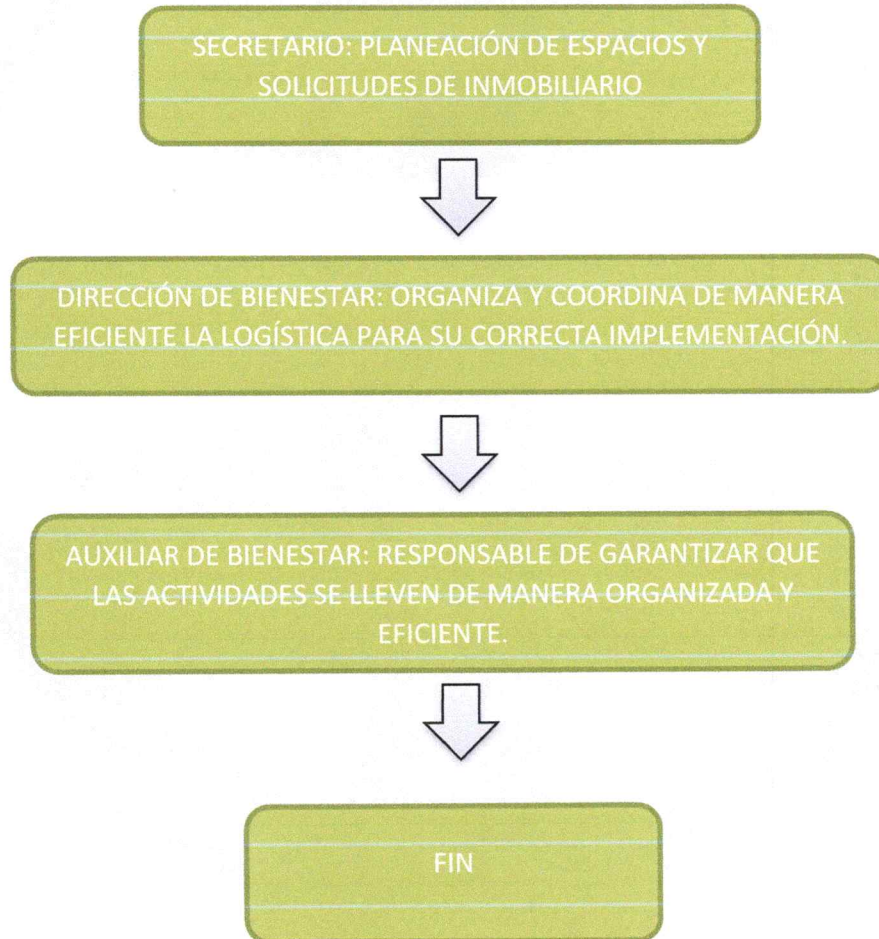 SECRETARIO: PLANEACIÓN DE ESPACIOS Y
SOLICITUDES DE INMOBILIARIO
DIRECCIÓN DE BIENESTAR: ORGANIZA Y COORDINA DE MANERA
EFICIENTE LA LOGÍSTICA PARA SU CORRECTA IMPLEMENTACIÓN.
AUXILIAR DE BIENESTAR: RESPONSABLE DE GARANTIZAR QUE
LAS ACTIVIDADES SE LLEVEN DE MANERA ORGANIZADA Y
EFICIENTE.
FIN